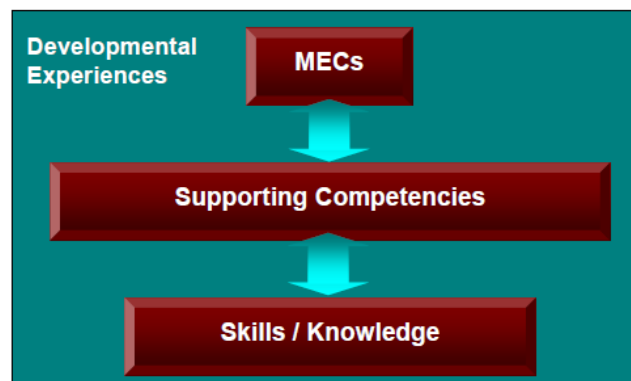 Developmental
Experiences
MECs
Supporting Competencies
Skills / Knowledge